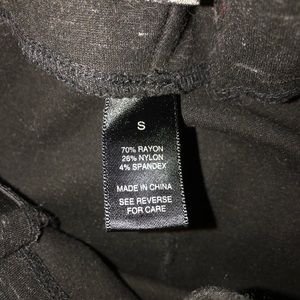 S
70% RAYON
26% NYLON
4% SPANDEX
MADE IN CHINA
SEE REVERSE
FOR CARE